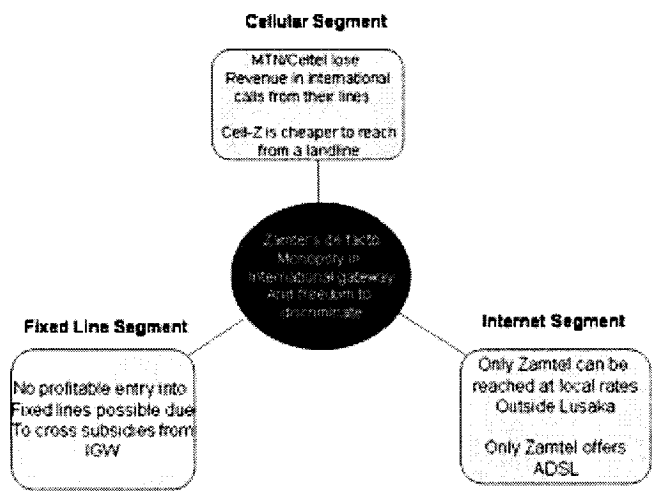 Cellular Segment
MTN/Celtel lose
Revenue in international
calls from their lines
Cell-Z is cheaper to reach
from a landline
Zamtel's de facto
Monopoly in
International gateway
And freedom to
discriminate
Fixed Line Segment
No profitable entry into
Fixed lines possible due
To cross subsidies from
IGW
Internet Segment
Only Zamtel can be
reached at local rates
Outside Lusaka
Only Zamtel offers
ADSL